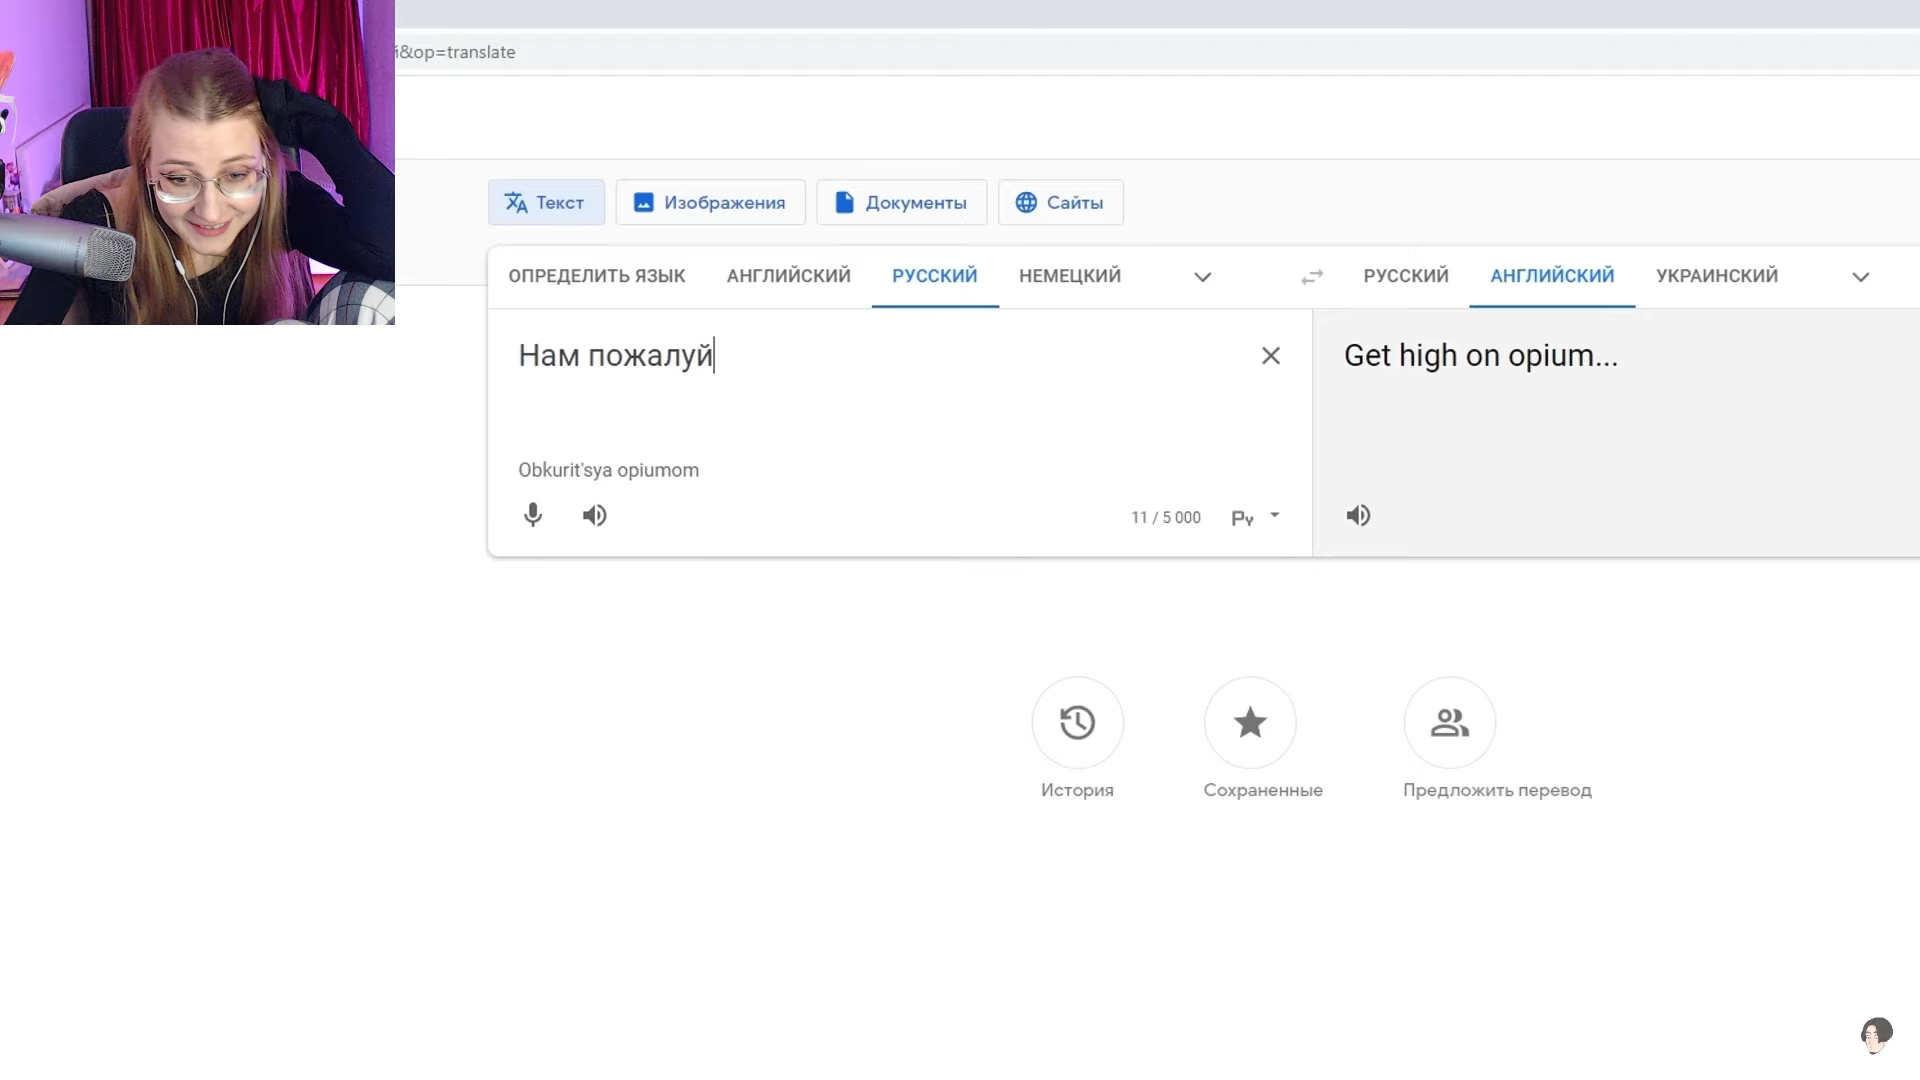 й&op=translate
Текст
Изображения
Документы
Сайты
ОПРЕДЕЛИТЬ ЯЗЫК
АНГЛИЙСКИЙ
РУССКИЙ
НЕМЕЦКИЙ
РУССКИЙ
АНГЛИЙСКИЙ
УКРАИНСКИЙ
Нам пожалуй
Get high on opium...
Obkurit'sya opiumom
11 / 5 000
Ру
История
Сохраненные
Предложить перевод